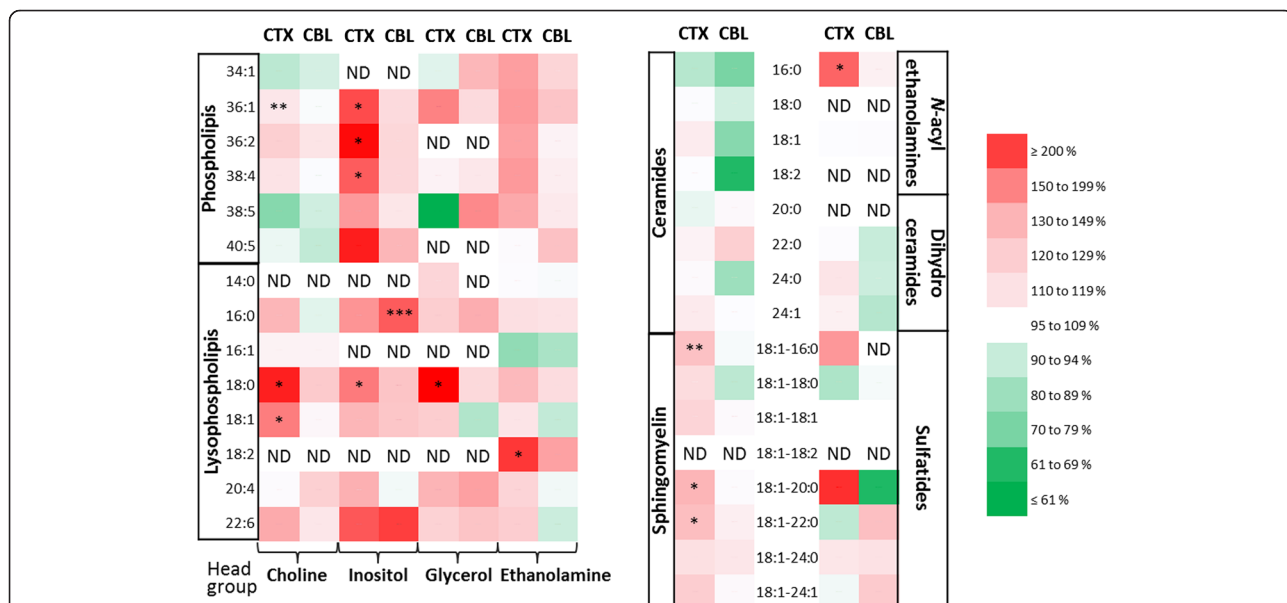 CTX CBL CTX CBL CTX CBL CTX CBL
Phospholipis
34:1 ND ND
36:1 ** *
36:2 * ND ND
38:4 *
38:5
40:5 ND ND
Lysophospholipis
14:0 ND ND ND ND ND
16:0 ***
16:1 ND ND ND ND
18:0 * * *
18:1 *
18:2 ND ND ND ND ND ND *
20:4
22:6
Head group
Choline Inositol Glycerol Ethanolamine
CTX CBL CTX CBL
Ceramides
N-acyl ethanolamines
16:0 *
18:0 ND ND
18:1
18:2 ND ND
Dihydro ceramides
20:0 ND ND
22:0
24:0
24:1
Sphingomyelin
Sulfatides
** 18:1-16:0 ND
18:1-18:0
18:1-18:1
ND ND 18:1-18:2 ND ND
* 18:1-20:0
* 18:1-22:0
18:1-24:0
18:1-24:1
≥ 200 %
150 to 199 %
130 to 149 %
120 to 129 %
110 to 119 %
95 to 109 %
90 to 94 %
80 to 89 %
70 to 79 %
61 to 69 %
≤ 61 %